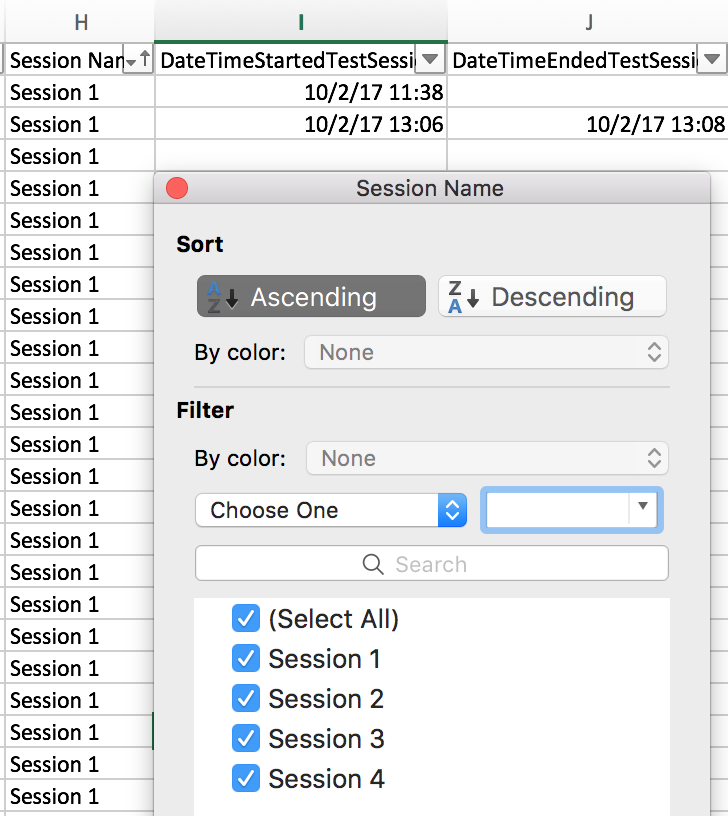 H I J
Session Nam DateTimeStartedTestSessi DateTimeEndedTestSessi
Session 1 10/2/17 11:38
Session 1 10/2/17 13:06 10/2/17 13:08
Session 1
Session 1 Session Name
Session 1
Session 1 Sort
Session 1
Session 1 A Z Ascending Z A Descending
Session 1 By color: None
Session 1
Session 1 Filter
Session 1 By color: None
Session 1
Session 1 Choose One
Session 1
Session 1 Search
Session 1
Session 1 (Select All)
Session 1 Session 1
Session 1 Session 2
Session 1 Session 3
Session 1 Session 4
Session 1